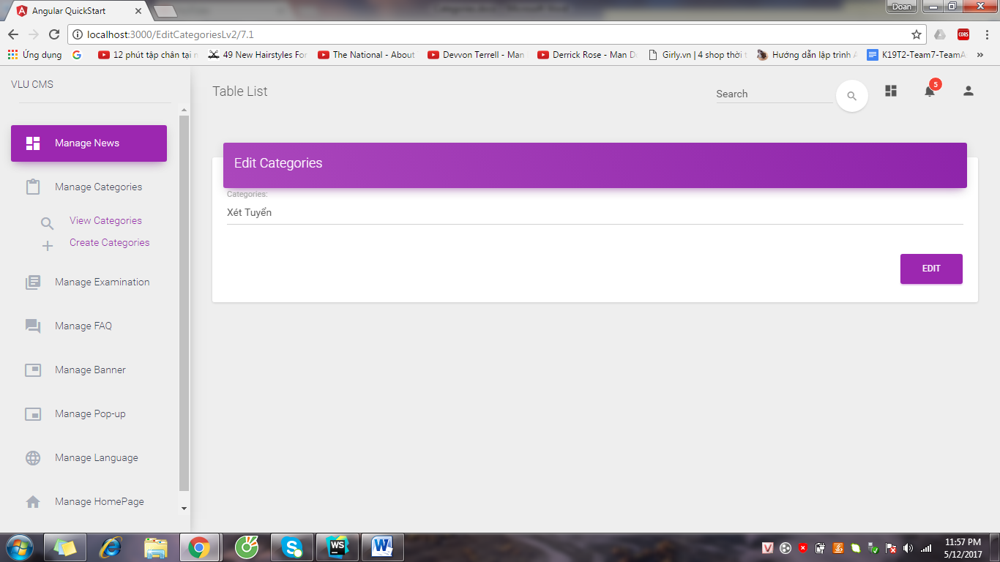 Angular QuickStart
Doan
localhost:3000/EditCategoriesLv2/7.1
CORS
Ứng dụng
12 phút tập chân tại n
49 New Hairstyles For
The National - About
Devvon Terrell - Man
Derrick Rose - Man Do
Girly.vn | 4 shop thời t
Hướng dẫn lập trình A
K19T2-Team7-TeamA
»
VLU CMS
Table List
Search
5
Manage News
Edit Categories
Manage Categories
Categories:
Xét Tuyển
View Categories
Create Categories
EDIT
Manage Examination
Manage FAQ
Manage Banner
Manage Pop-up
Manage Language
Manage HomePage
WS
11:57 PM
5/12/2017